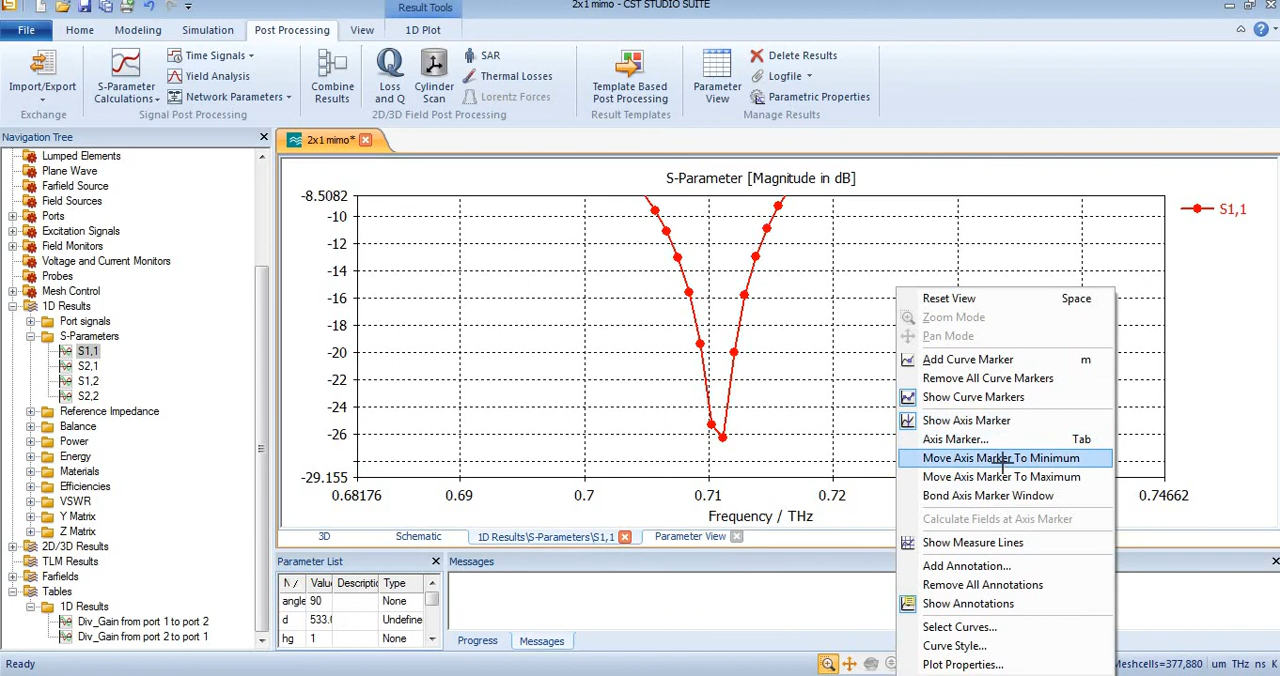 2x1 mimo - CST STUDIO SUITE
Result Tools
File Home Modeling Simulation Post Processing View 1D Plot
Import/Export
Exchange
S-Parameter
Calculations
Time Signals
Yield Analysis
Network Parameters
Signal Post Processing
Combine
Results
Loss
and Q
Cylinder
Scan
SAR
Thermal Losses
Lorentz Forces
2D/3D Field Post Processing
Template Based
Post Processing
Result Templates
Parameter
View
Delete Results
Logfile
Parametric Properties
Manage Results
Navigation Tree
Lumped Elements
Plane Wave
Farfield Source
Field Sources
Ports
Excitation Signals
Field Monitors
Voltage and Current Monitors
Probes
Mesh Control
1D Results
Port signals
S-Parameters
S1,1
S2,1
S1,2
S2,2
Reference Impedance
Balance
Power
Energy
Materials
VSWR
Y Matrix
Z Matrix
2D/3D Results
TLM Results
Farfields
Tables
1D Results
Div_Gain from port 1 to port 2
Div_Gain from port 2 to port 1
2x1 mimo*
S-Parameter [Magnitude in dB]
-8.5082
-10
-12
-14
-16
-18
-20
-22
-24
-26
-29.155
0.68176 0.69 0.7 0.71 0.72 0.74662
Frequency / THz
S1,1
Reset View Space
Zoom Mode
Pan Mode
Add Curve Marker m
Remove All Curve Markers
Show Curve Markers
Show Axis Marker
Axis Marker... Tab
Move Axis Marker To Minimum
Move Axis Marker To Maximum
Bond Axis Marker Window
Calculate Fields at Axis Marker
Show Measure Lines
Add Annotation...
Remove All Annotations
Show Annotations
Select Curves...
Curve Style...
Plot Properties...
3D Schematic 1D Results\S-Parameters\S1,1 Parameter View
Parameter List
Value Descriptic Type
angle 90 None
d 533.( Undefine
hg 1 None
Messages
Progress Messages
Ready
Meshcells=377,880 um THz ns K